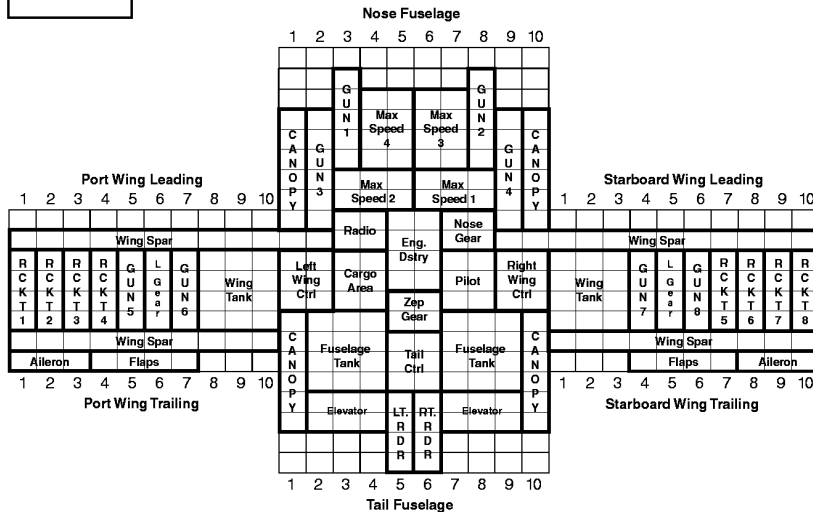 Nose Fuselage
1 2 3 4 5 6 7 8 9 10
GUN 1
Max Speed 4
Max Speed 3
GUN 2
CANOPY
GUN 3
GUN 4
CANOPY
Max Speed 2
Max Speed 1
Port Wing Leading
1 2 3 4 5 6 7 8 9 10
Starboard Wing Leading
1 2 3 4 5 6 7 8 9 10
Radio
Eng. Dstry
Nose Gear
Wing Spar
Wing Spar
RCKT 1
RCKT 2
RCKT 3
RCKT 4
GUN 5
L Gear
GUN 6
Wing Tank
Left Wing Ctrl
Cargo Area
Pilot
Right Wing Ctrl
Wing Tank
GUN 7
L Gear
GUN 8
RCKT 5
RCKT 6
RCKT 7
RCKT 8
Zep Gear
Wing Spar
Wing Spar
CANOPY
Fuselage Tank
Tail Ctrl
Fuselage Tank
CANOPY
Aileron
Flaps
Flaps
Aileron
1 2 3 4 5 6 7 8 9 10
Port Wing Trailing
1 2 3 4 5 6 7 8 9 10
Starboard Wing Trailing
Elevator
LT. RDR
RT. RDR
Elevator
1 2 3 4 5 6 7 8 9 10
Tail Fuselage